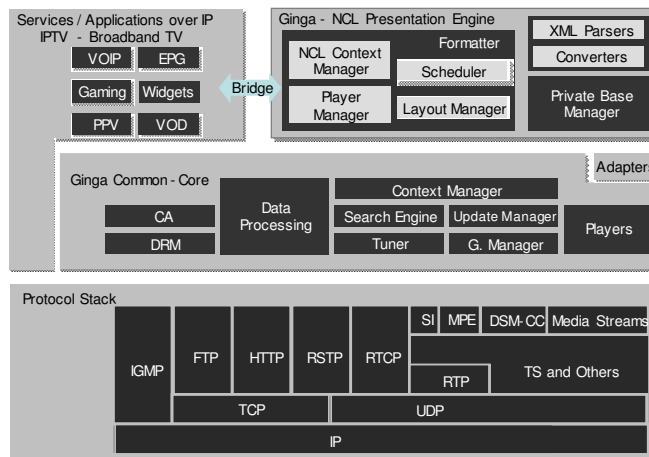 Services / Applications over IP
IPTV - Broadband TV
VOIP
EPG
Gaming
Widgets
PPV
VOD
Bridge
Ginga - NCL Presentation Engine
Formatter
NCL Context
Manager
Scheduler
Player
Manager
Layout Manager
XML Parsers
Converters
Private Base
Manager
Adapters
Ginga Common - Core
CA
DRM
Data
Processing
Context Manager
Search Engine
Update Manager
Tuner
G. Manager
Players
Protocol Stack
IGMP
FTP
HTTP
RSTP
RTCP
SI
MPE
DSM-CC
Media Streams
RTP
TS and Others
TCP
UDP
IP